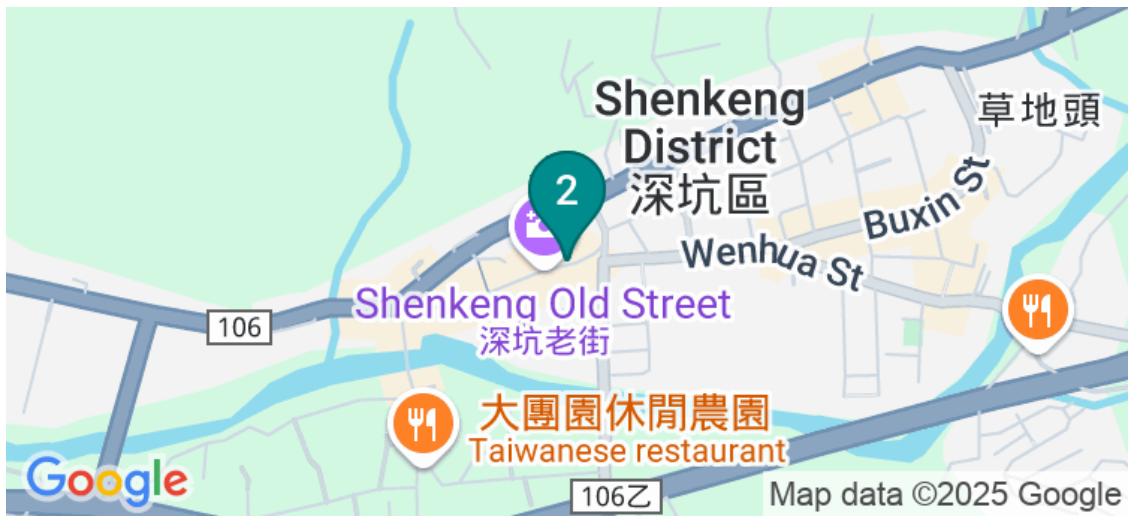 Shenkeng
District
深坑區
草地頭
2
Buxin St
Wenhua St
Shenkeng Old Street
深坑老街
106
大團園休閒農園
Taiwanese restaurant
Google
106乙
Map data ©2025 Google